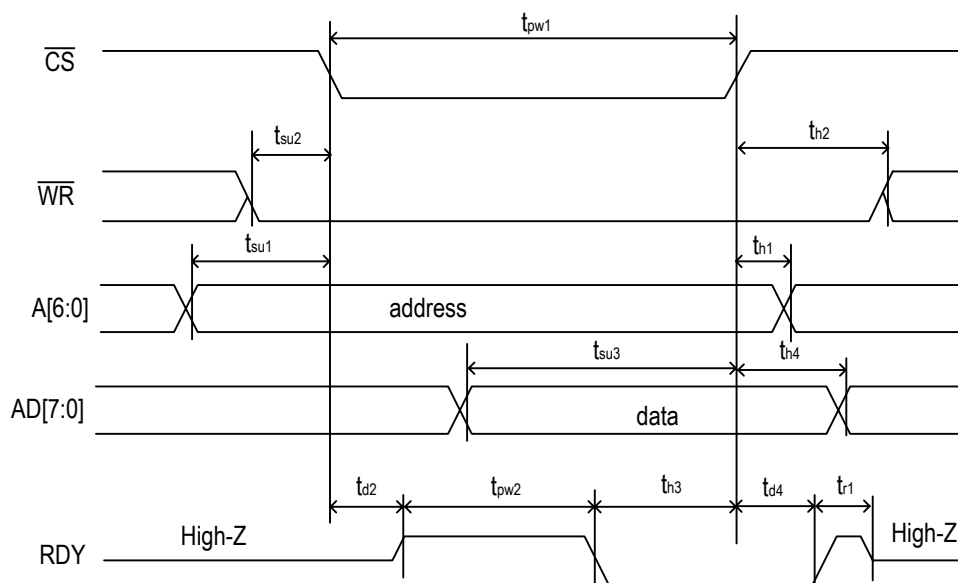 tpw1
CS
tsu2
th2
WR
tsu1
th1
A[6:0]
address
tsu3
th4
AD[7:0]
data
td2
tpw2
th3
td4
tr1
High-Z
High-Z
RDY